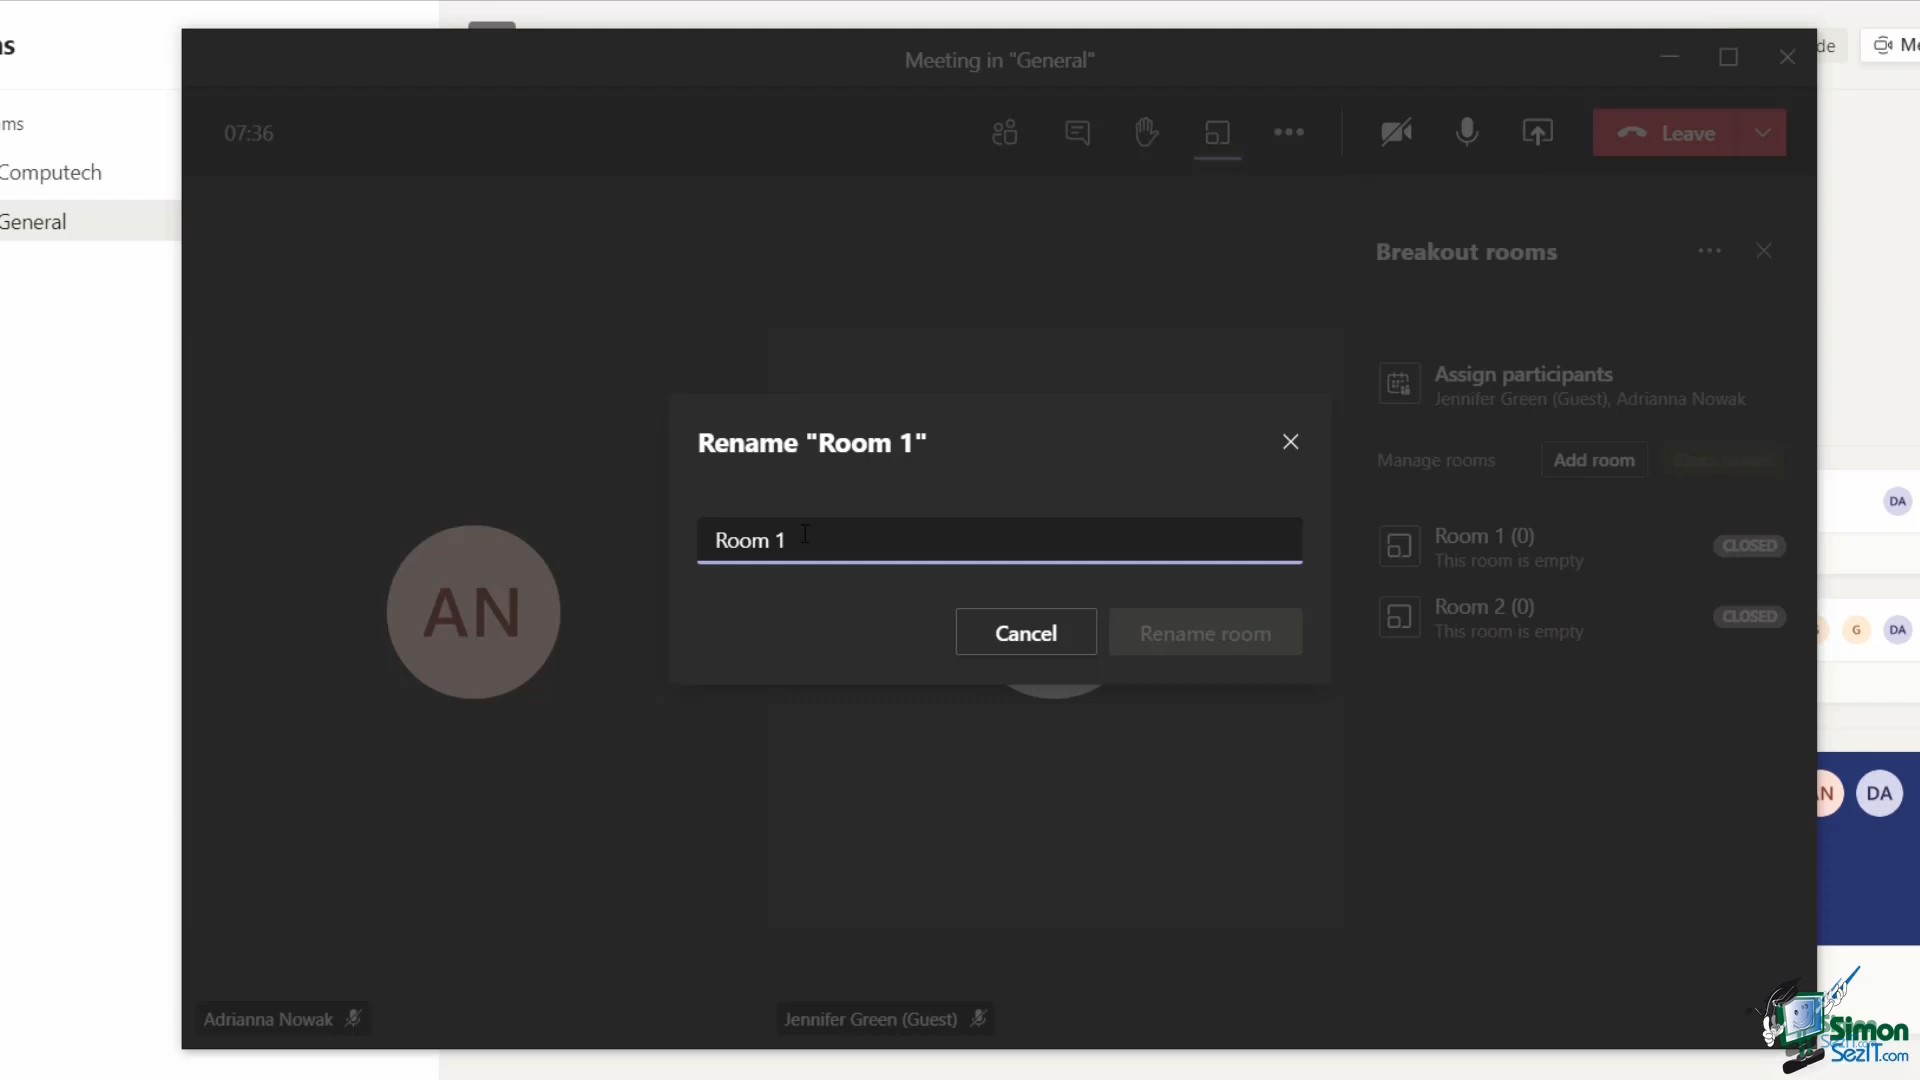 Meeting in "General"
de
Me
ms
07:36
Leave
Computech
General
Breakout rooms
Assign participants
Jennifer Green (Guest), Adrianna Nowak
Rename "Room 1"
Manage rooms
Add room
DA
Room 1
Room 1 (0)
This room is empty
CLOSED
Room 2 (0)
This room is empty
CLOSED
Cancel
Rename room
G
DA
AN
DA
Adrianna Nowak
Jennifer Green (Guest)
Simon
SezIT.com